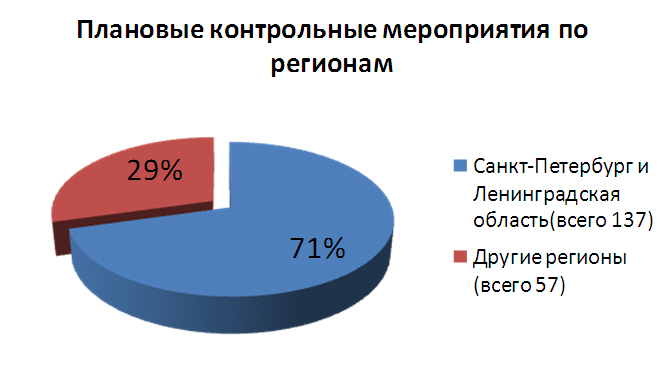 Плановые контрольные мероприятия по
регионам
29%
71%
Санкт-Петербург и
Ленинградская
область(всего 137)
Другие регионы
(всего 57)